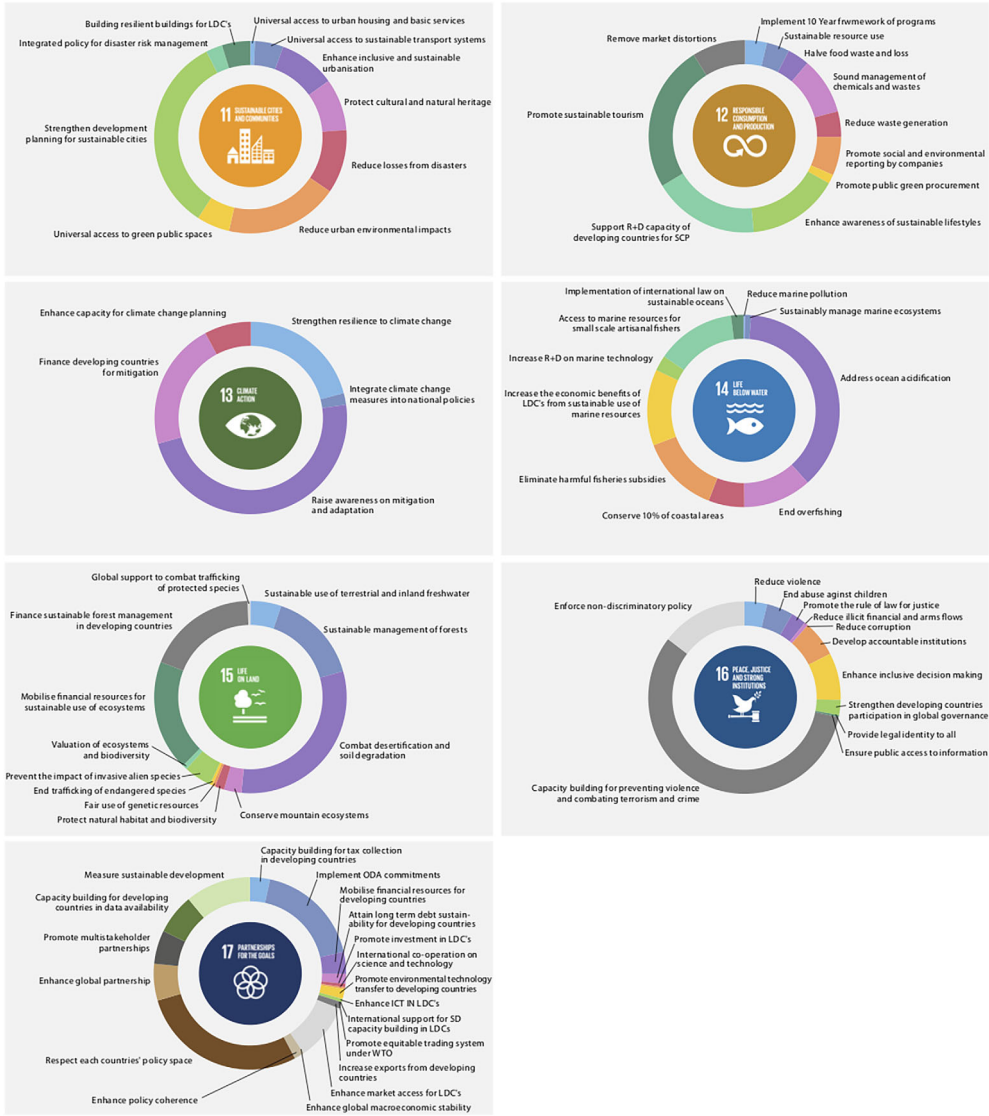 Building resilient buildings for LDC's
Universal access to urban housing and basic services
Integrated policy for disaster risk management
Universal access to sustainable transport systems
Enhance inclusive and sustainable
urbanisation
Protect cultural and natural heritage
Strengthen development
planning for sustainable cities
Reduce losses from disasters
Universal access to green public spaces
Reduce urban environmental impacts
11 SUSTAINABLE CITIES
AND COMMUNITIES
Implement 10 Year frwmework of programs
Remove market distortions
Sustainable resource use
Halve food waste and loss
Sound management of
chemicals and wastes
Promote sustainable tourism
Reduce waste generation
Promote social and environmental
reporting by companies
Promote public green procurement
Support R+D capacity of
developing countries for SCP
Enhance awareness of sustainable lifestyles
12 RESPONSIBLE
CONSUMPTION
AND PRODUCTION
Enhance capacity for climate change planning
Strengthen resilience to climate change
Finance developing countries
for mitigation
Integrate climate change
measures into national policies
Raise awareness on mitigation
and adaptation
13 CLIMATE
ACTION
Implementation of international law on
sustainable oceans
Reduce marine pollution
Sustainably manage marine ecosystems
Access to marine resources for
small scale artisanal fishers
Increase R+D on marine technology
Address ocean acidification
Increase the economic benefits of
LDC's from sustainable use of
marine resources
Eliminate harmful fisheries subsidies
Conserve 10% of coastal areas
End overfishing
14 LIFE
BELOW WATER
Global support to combat trafficking
of protected species
Sustainable use of terrestrial and inland freshwater
Finance sustainable forest management
in developing countries
Sustainable management of forests
Mobilise financial resources for
sustainable use of ecosystems
Valuation of ecosystems
and biodiversity
Combat desertification and
soil degradation
Prevent the impact of invasive alien species
End trafficking of endangered species
Fair use of genetic resources
Protect natural habitat and biodiversity
Conserve mountain ecosystems
15 LIFE
ON LAND
Reduce violence
End abuse against children
Enforce non-discriminatory policy
Promote the rule of law for justice
Reduce illicit financial and arms flows
Reduce corruption
Develop accountable institutions
Enhance inclusive decision making
Strengthen developing countries
participation in global governance
Provide legal identity to all
Ensure public access to information
Capacity building for preventing violence
and combating terrorism and crime
16 PEACE, JUSTICE
AND STRONG
INSTITUTIONS
Capacity building for tax collection
in developing countries
Measure sustainable development
Implement ODA commitments
Mobilise financial resources for
developing countries
Capacity building for developing
countries in data availability
Attain long term debt sustain-
ability for developing countries
Promote multistakeholder
partnerships
Promote investment in LDC's
International co-operation on
science and technology
Enhance global partnership
Promote environmental technology
transfer to developing countries
Enhance ICT IN LDC's
International support for SD
capacity building in LDCs
Promote equitable trading system
under WTO
Respect each countries' policy space
Increase exports from developing
countries
Enhance market access for LDC's
Enhance policy coherence
Enhance global macroeconomic stability
17 PARTNERSHIPS
FOR THE GOALS